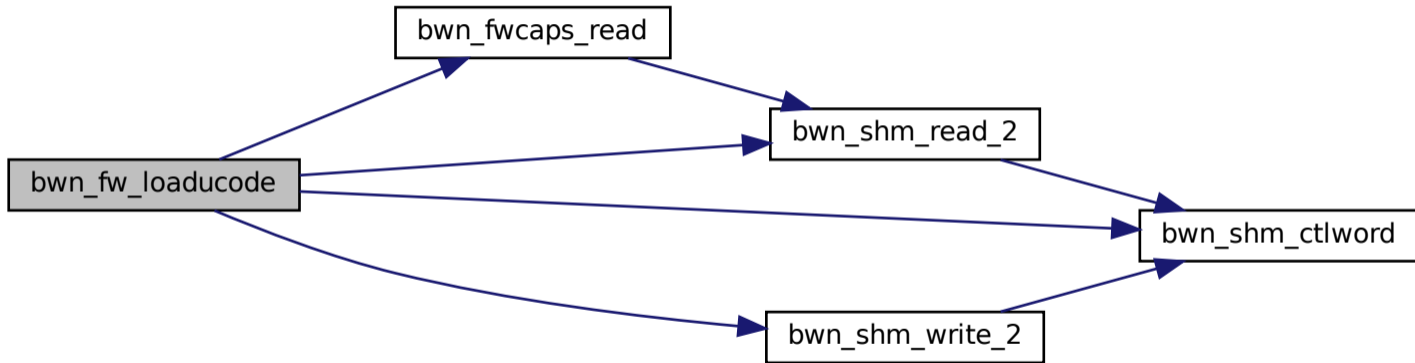 bwn_fwcaps_read
bwn_shm_read_2
bwn_fw_loaducode
bwn_shm_ctlword
bwn_shm_write_2